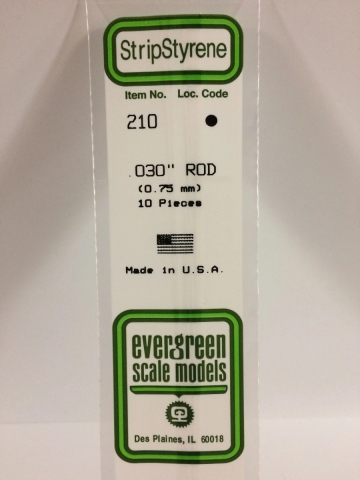 StripStyrene
Item No. Loc. Code
210
.030" ROD
(0.75 mm)
10 Pieces
Made in U.S.A.
evergreen
scale models
Des Plaines, IL 60018